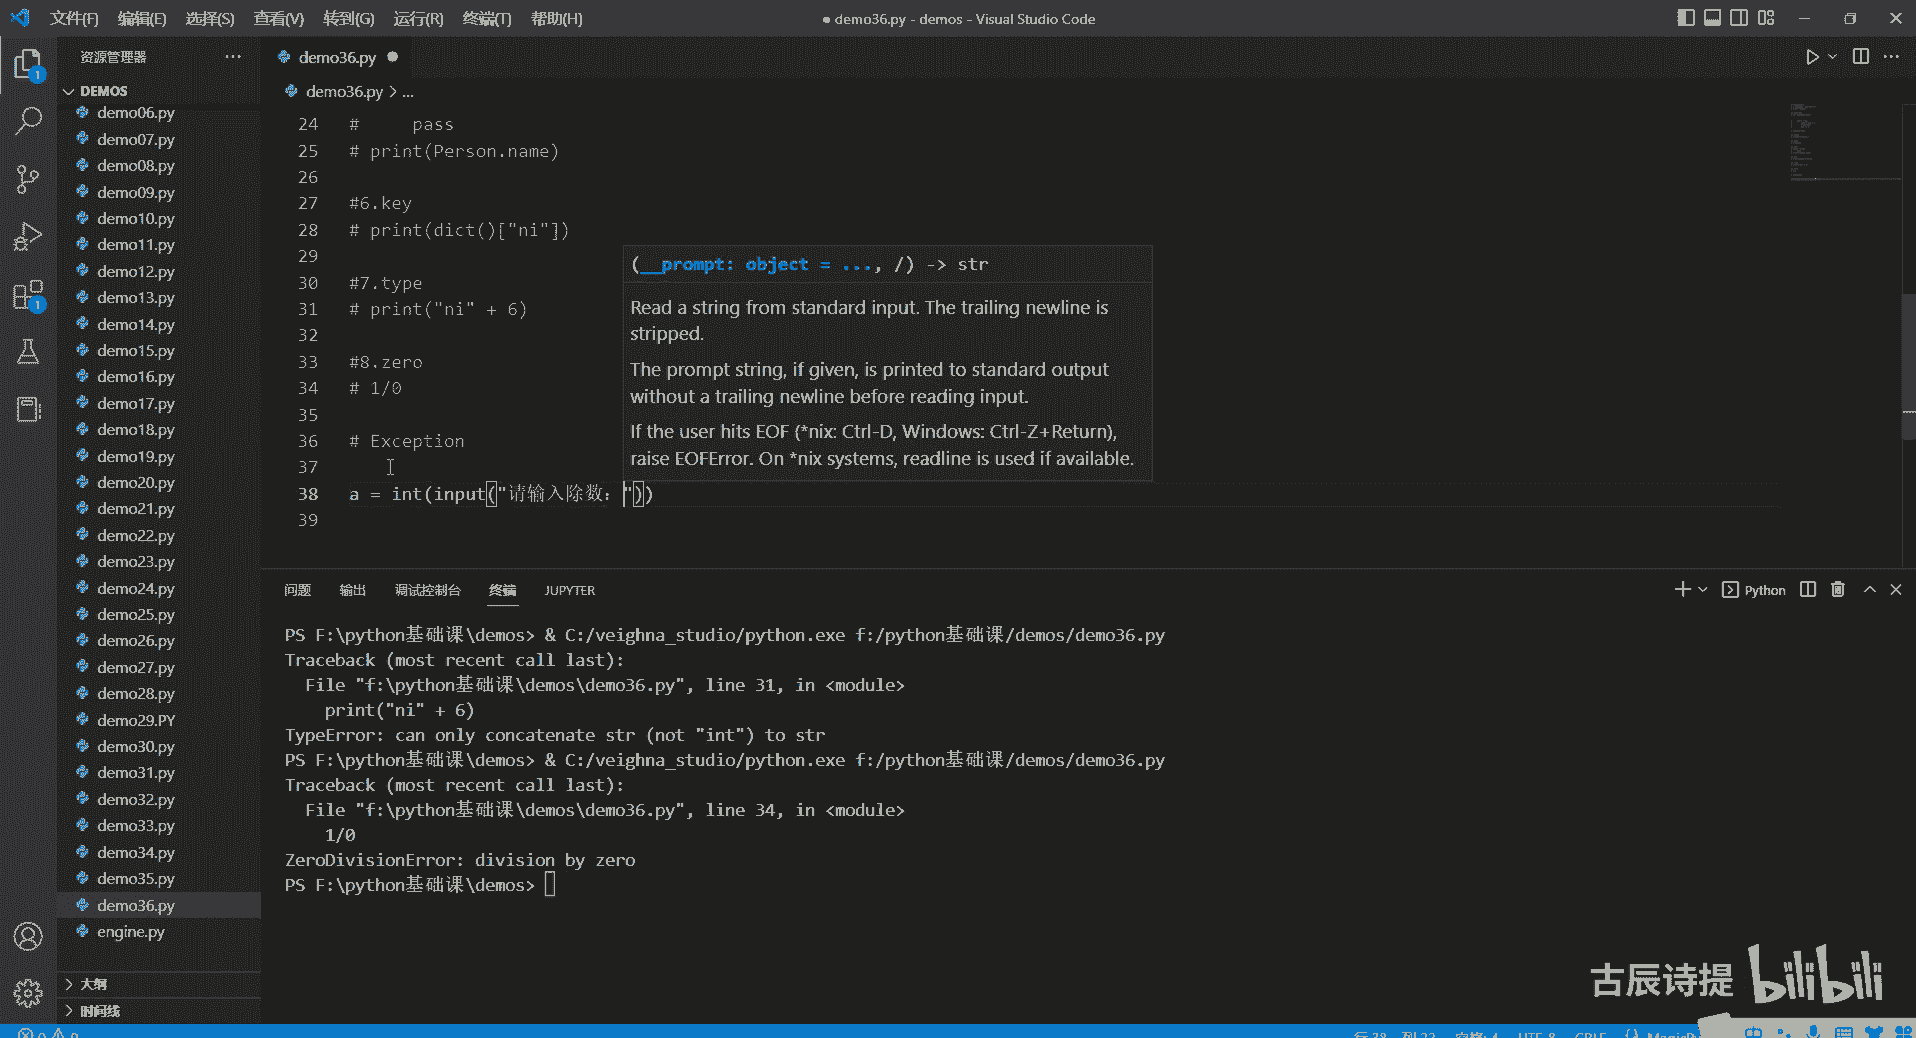 文件(F) 编辑(E) 选择(S) 查看(V) 转到(G) 运行(R) 终端(T) 帮助(H)
● demo36.py - demos - Visual Studio Code
资源管理器
DEMOS
demo06.py
demo07.py
demo08.py
demo09.py
demo10.py
demo11.py
demo12.py
demo13.py
demo14.py
demo15.py
demo16.py
demo17.py
demo18.py
demo19.py
demo20.py
demo21.py
demo22.py
demo23.py
demo24.py
demo25.py
demo26.py
demo27.py
demo28.py
demo29.PY
demo30.py
demo31.py
demo32.py
demo33.py
demo34.py
demo35.py
demo36.py
engine.py
大纲
时间线
demo36.py
demo36.py > ...
24 #     pass
25 # print(Person.name)
26
27 #6.key
28 # print(dict()["ni"])
29
30 #7.type
31 # print("ni" + 6)
32
33 #8.zero
34 # 1/0
35
36 # Exception
37
38 a = int(input("请输入除数："))
39
(__prompt: object = ..., /) -> str
Read a string from standard input. The trailing newline is
stripped.
The prompt string, if given, is printed to standard output
without a trailing newline before reading input.
If the user hits EOF (*nix: Ctrl-D, Windows: Ctrl-Z+Return),
raise EOFError. On *nix systems, readline is used if available.
问题 输出 调试控制台 终端 JUPYTER
Python
PS F:\python基础课\demos> & C:/veighna_studio/python.exe f:/python基础课/demos/demo36.py
Traceback (most recent call last):
  File "f:\python基础课\demos\demo36.py", line 31, in <module>
    print("ni" + 6)
TypeError: can only concatenate str (not "int") to str
PS F:\python基础课\demos> & C:/veighna_studio/python.exe f:/python基础课/demos/demo36.py
Traceback (most recent call last):
  File "f:\python基础课\demos\demo36.py", line 34, in <module>
    1/0
ZeroDivisionError: division by zero
PS F:\python基础课\demos>
古辰诗提 bilibili